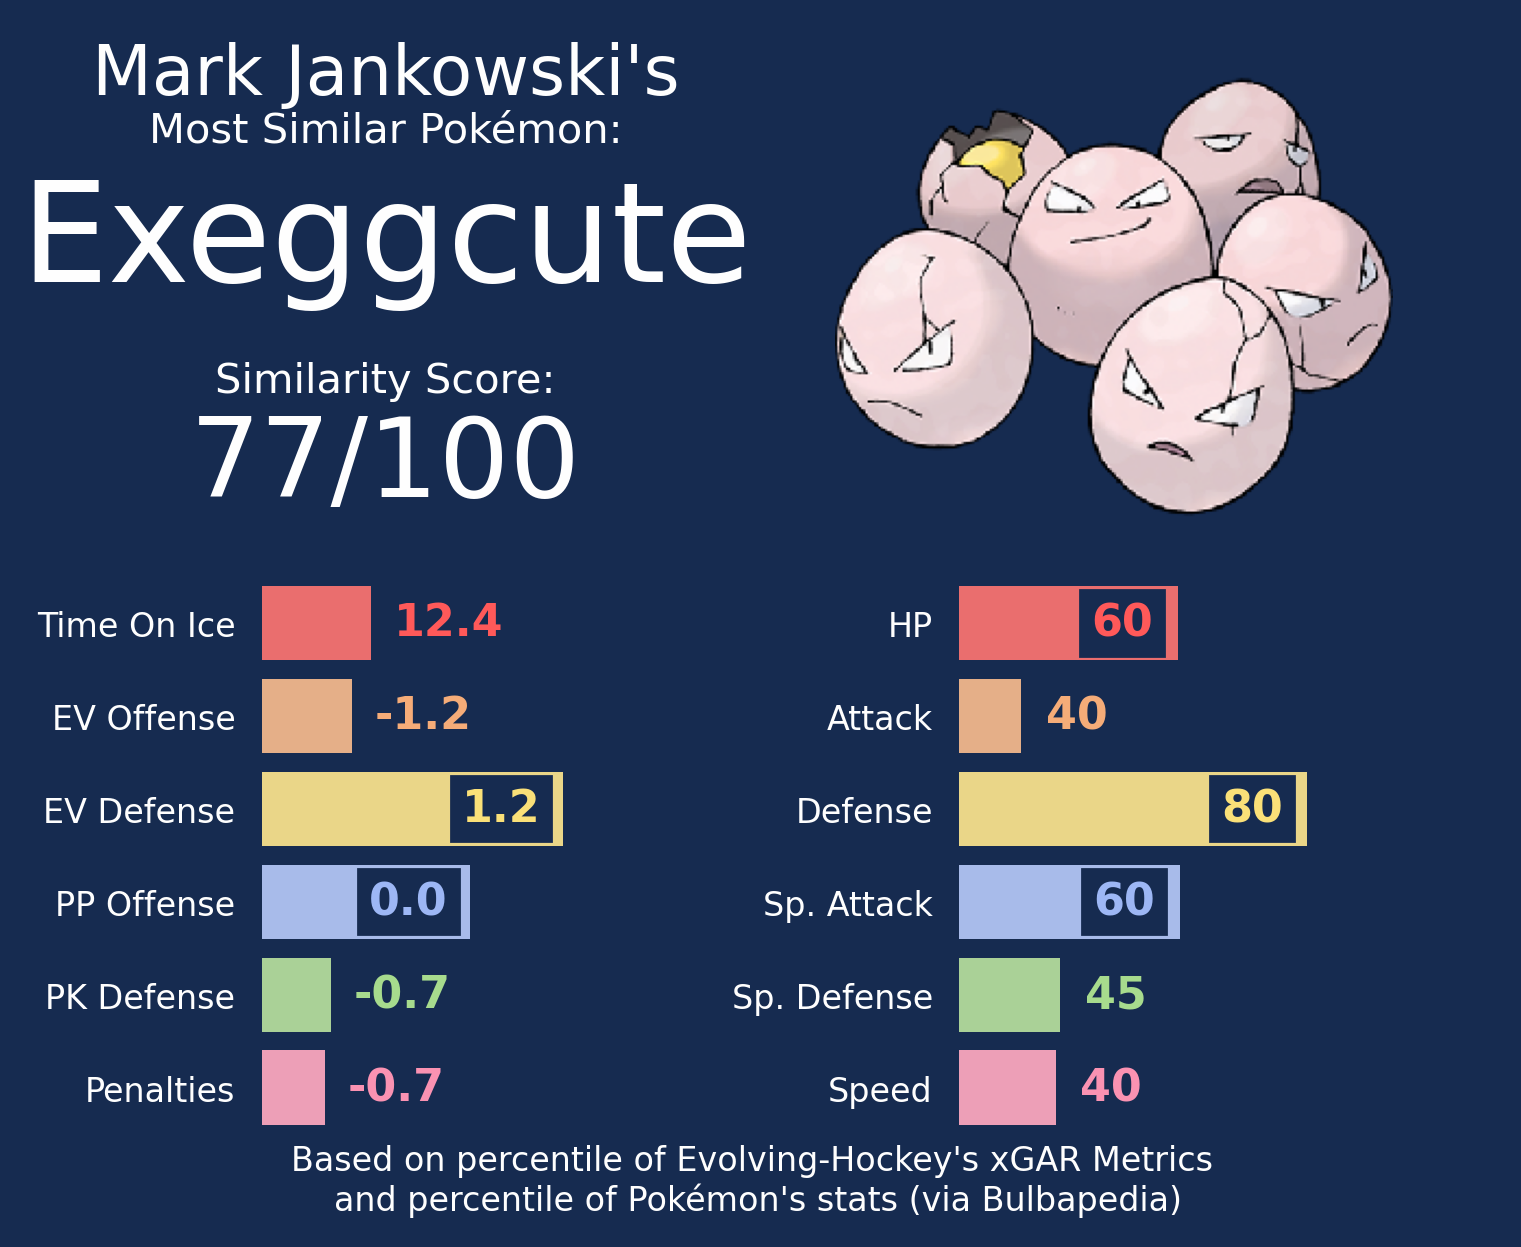 Mark Jankowski's
Most Similar Pokémon:
Exeggcute
Similarity Score:
77/100
Time On Ice 12.4
EV Offense -1.2
EV Defense 1.2
PP Offense 0.0
PK Defense -0.7
Penalties -0.7
HP 60
Attack 40
Defense 80
Sp. Attack 60
Sp. Defense 45
Speed 40
Based on percentile of Evolving-Hockey's xGAR Metrics
and percentile of Pokémon's stats (via Bulbapedia)